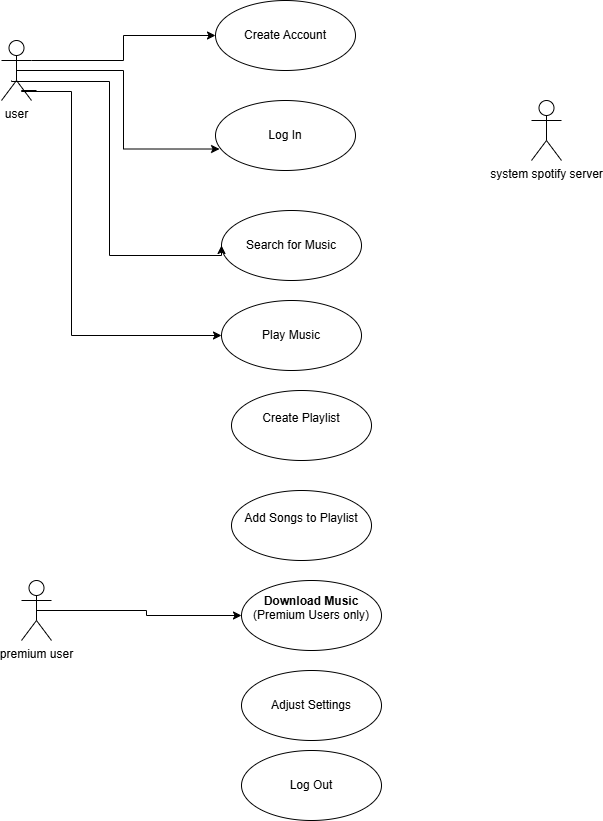 Create Account
user
Log In
system spotify server
Search for Music
Play Music
Create Playlist
Add Songs to Playlist
Download Music
(Premium Users only)
premium user
Adjust Settings
Log Out